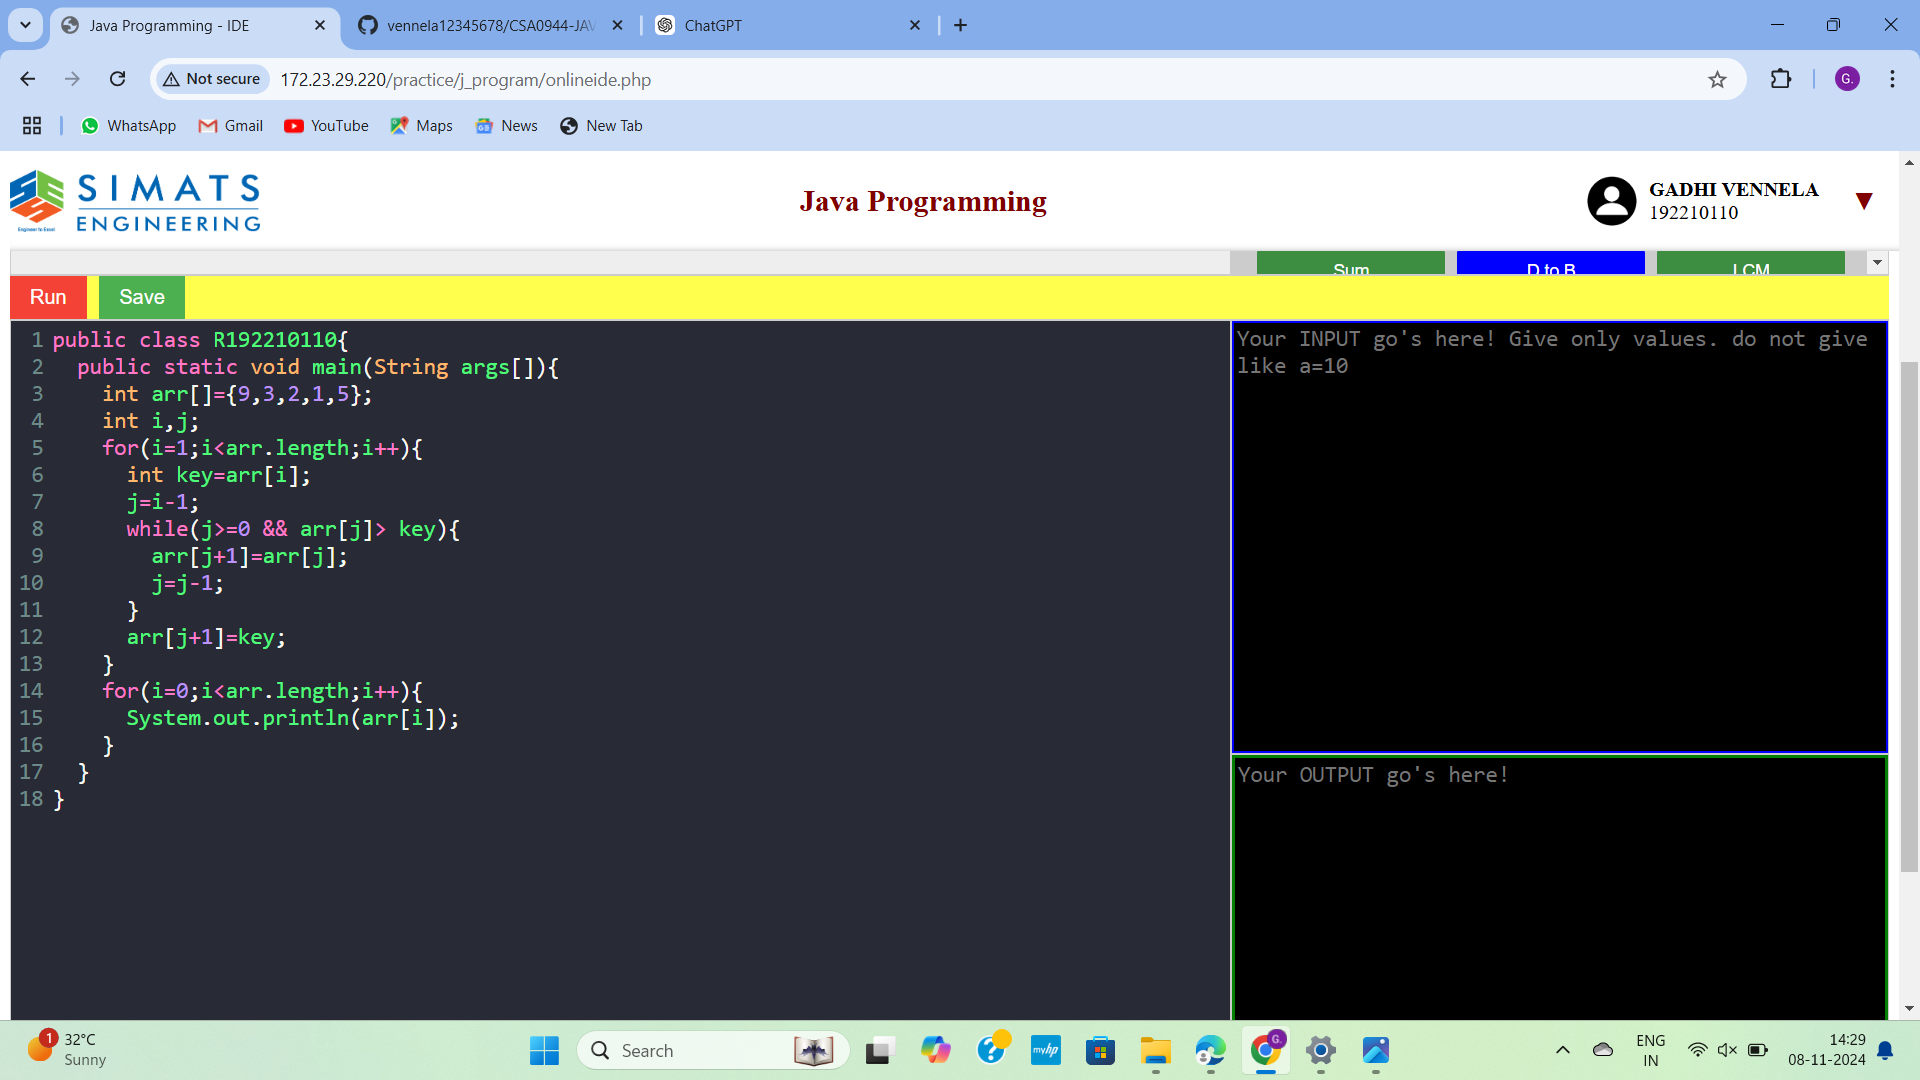 Java Programming - IDE
vennela12345678/CSA0944-JAV
ChatGPT
Not secure
172.23.29.220/practice/j_program/onlineide.php
G.
WhatsApp
Gmail
YouTube
Maps
News
New Tab
SIMATS
ENGINEERING
Engineer to Excel
Java Programming
GADHI VENNELA
192210110
Sum
D to B
LCM
Run
Save
1 public class R192210110{
2 public static void main(String args[]){
3 int arr[]={9,3,2,1,5};
4 int i,j;
5 for(i=1;i<arr.length;i++){
6 int key=arr[i];
7 j=i-1;
8 while(j>=0 && arr[j]> key){
9 arr[j+1]=arr[j];
10 j=j-1;
11 }
12 arr[j+1]=key;
13 }
14 for(i=0;i<arr.length;i++){
15 System.out.println(arr[i]);
16 }
17 }
18 }
Your INPUT go's here! Give only values. do not give
like a=10
Your OUTPUT go's here!
1
32°C
Sunny
Search
myhp
G.
ENG
IN
14:29
08-11-2024